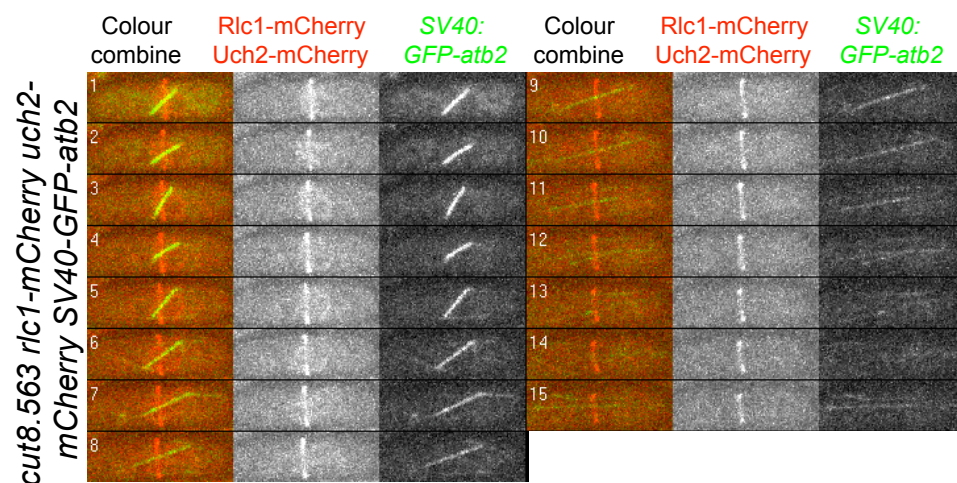 Colour combine
Rlc1-mCherry
Uch2-mCherry
SV40:
GFP-atb2
Colour combine
Rlc1-mCherry
Uch2-mCherry
SV40:
GFP-atb2
cut8.563 rlc1-mCherry uch2-
mCherry SV40-GFP-atb2
1
2
3
4
5
6
7
8
9
10
11
12
13
14
15